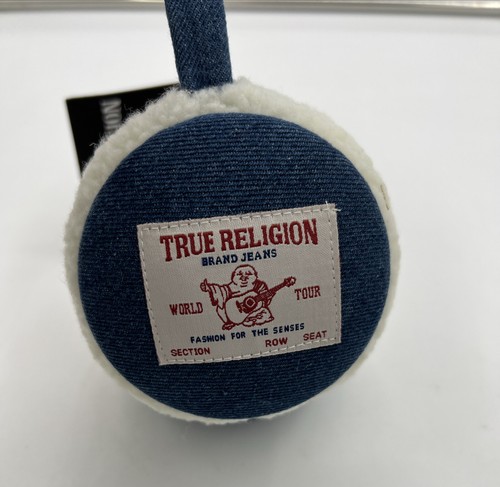 TRUE RELIGION
BRAND JEANS
WORLD TOUR
FASHION FOR THE SENSES
SECTION ROW SEAT